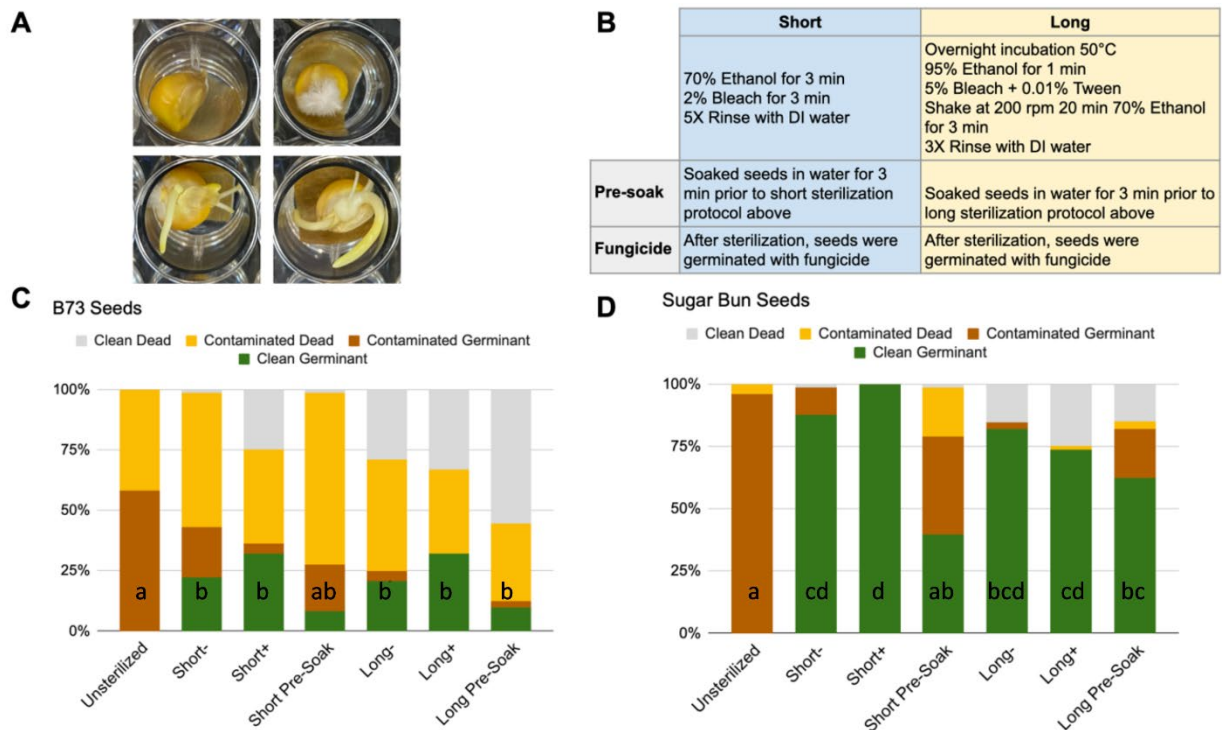 A
B
Short
Long
70% Ethanol for 3 min
2% Bleach for 3 min
5X Rinse with DI water
Overnight incubation 50°C
95% Ethanol for 1 min
5% Bleach + 0.01% Tween
Shake at 200 rpm 20 min 70% Ethanol
for 3 min
3X Rinse with DI water
Pre-soak
Soaked seeds in water for 3
min prior to short sterilization
protocol above
Soaked seeds in water for 3 min prior to
long sterilization protocol above
Fungicide
After sterilization, seeds were
germinated with fungicide
After sterilization, seeds were
germinated with fungicide
C
B73 Seeds
Clean Dead
Contaminated Dead
Contaminated Germinant
Clean Germinant
100%
75%
50%
25%
0%
a
b
b
ab
b
b
b
Unsterilized
Short-
Short+
Short Pre-Soak
Long-
Long+
Long Pre-Soak
D
Sugar Bun Seeds
Clean Dead
Contaminated Dead
Contaminated Germinant
Clean Germinant
100%
75%
50%
25%
0%
a
cd
d
ab
bcd
cd
bc
Unsterilized
Short-
Short+
Short Pre-Soak
Long-
Long+
Long Pre-Soak